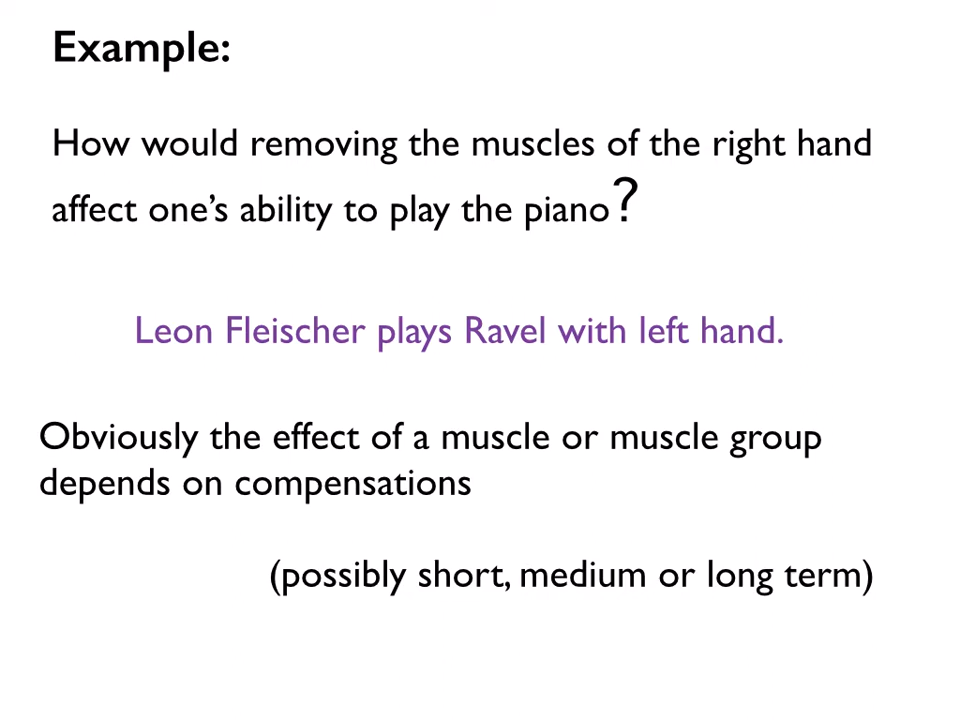 Example:
How would removing the muscles of the right hand
affect one's ability to play the piano?
Leon Fleischer plays Ravel with left hand.
Obviously the effect of a muscle or muscle group
depends on compensations
(possibly short, medium or long term)